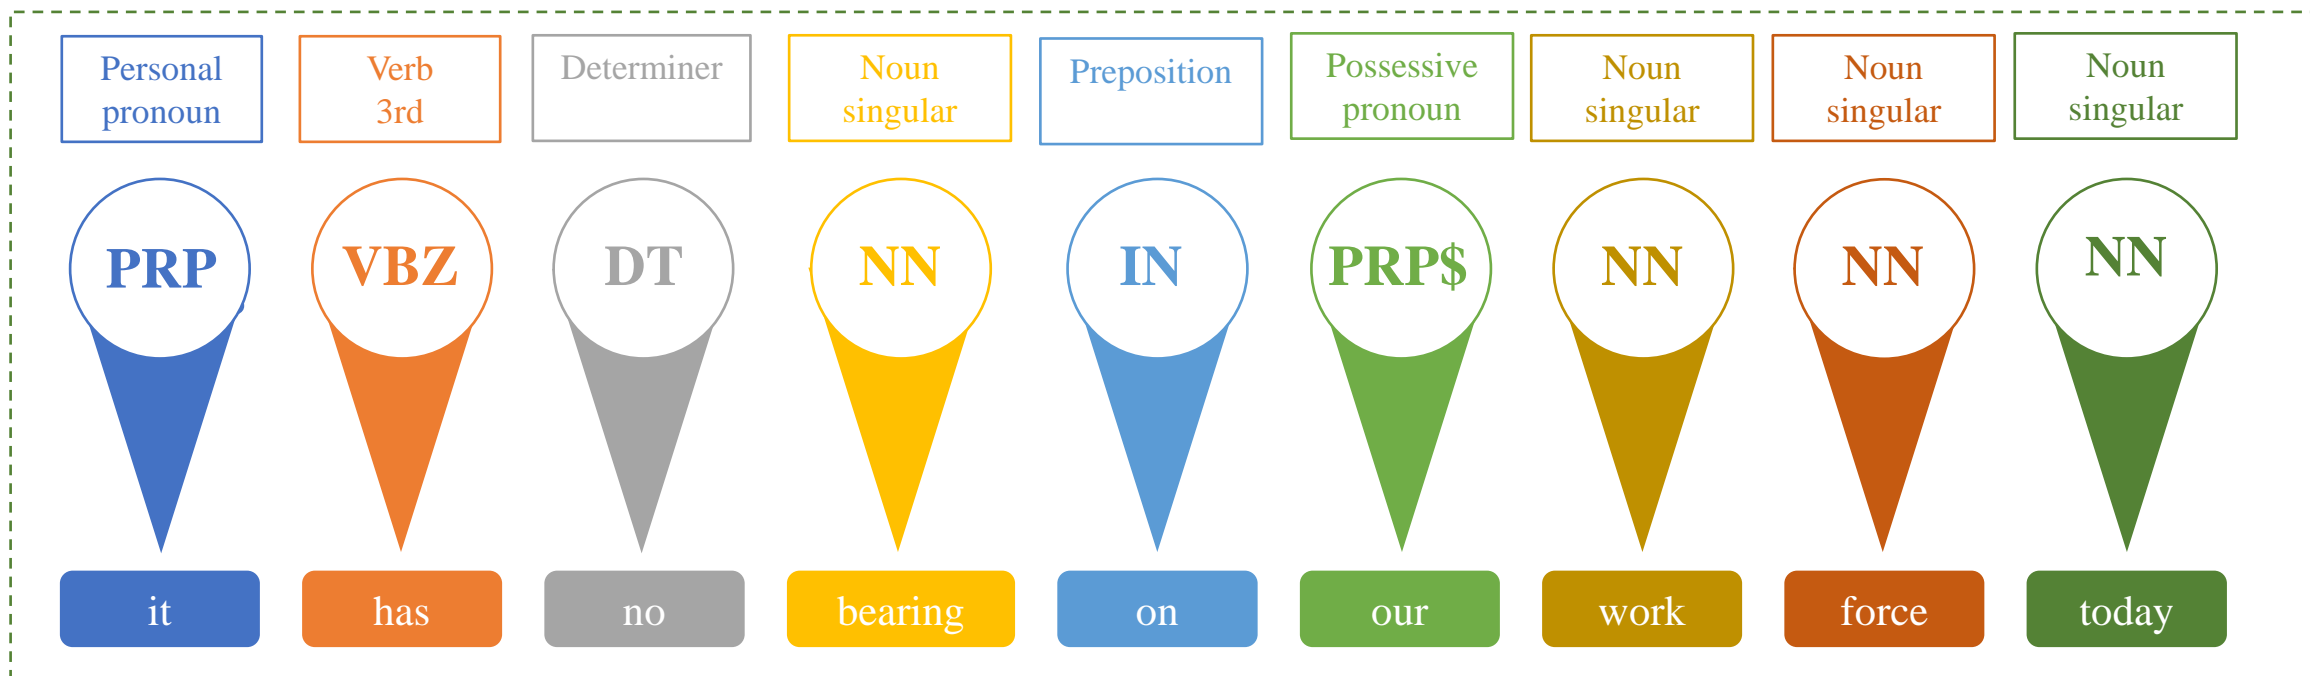 Personal
pronoun
Verb
3rd
Determiner
Noun
singular
Preposition
Possessive
pronoun
Noun
singular
Noun
singular
Noun
singular
PRP
VBZ
DT
NN
IN
PRP$
NN
NN
NN
it
has
no
bearing
on
our
work
force
today